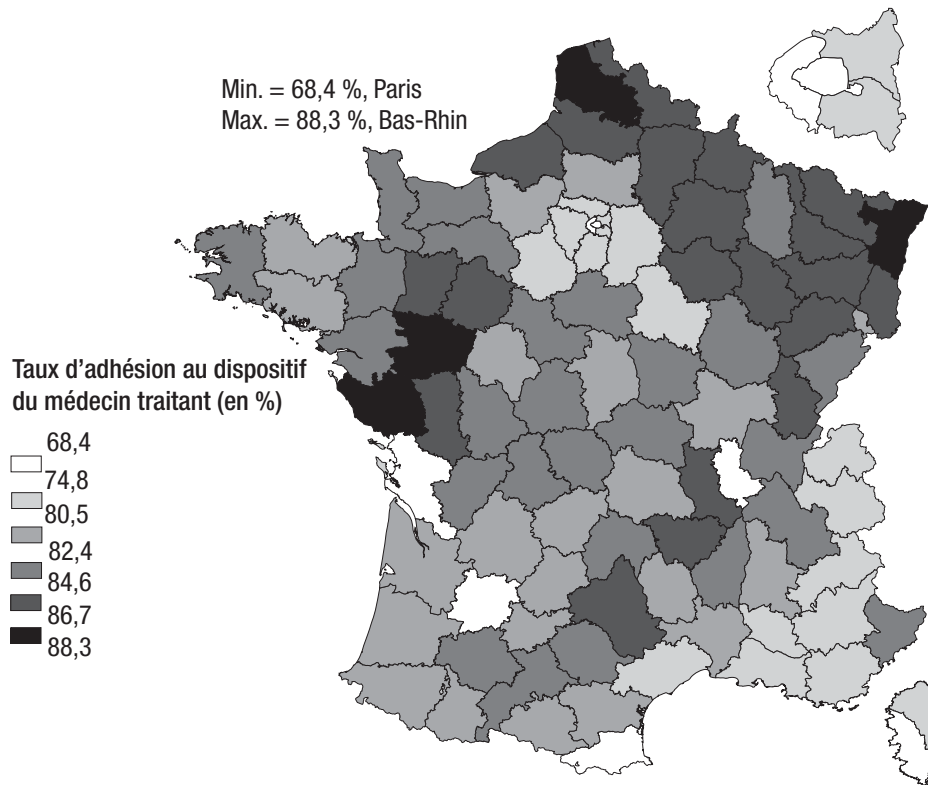 Min. = 68,4 %, Paris
Max. = 88,3 %, Bas-Rhin
Taux d'adhésion au dispositif
du médecin traitant (en %)
68,4
74,8
80,5
82,4
84,6
86,7
88,3